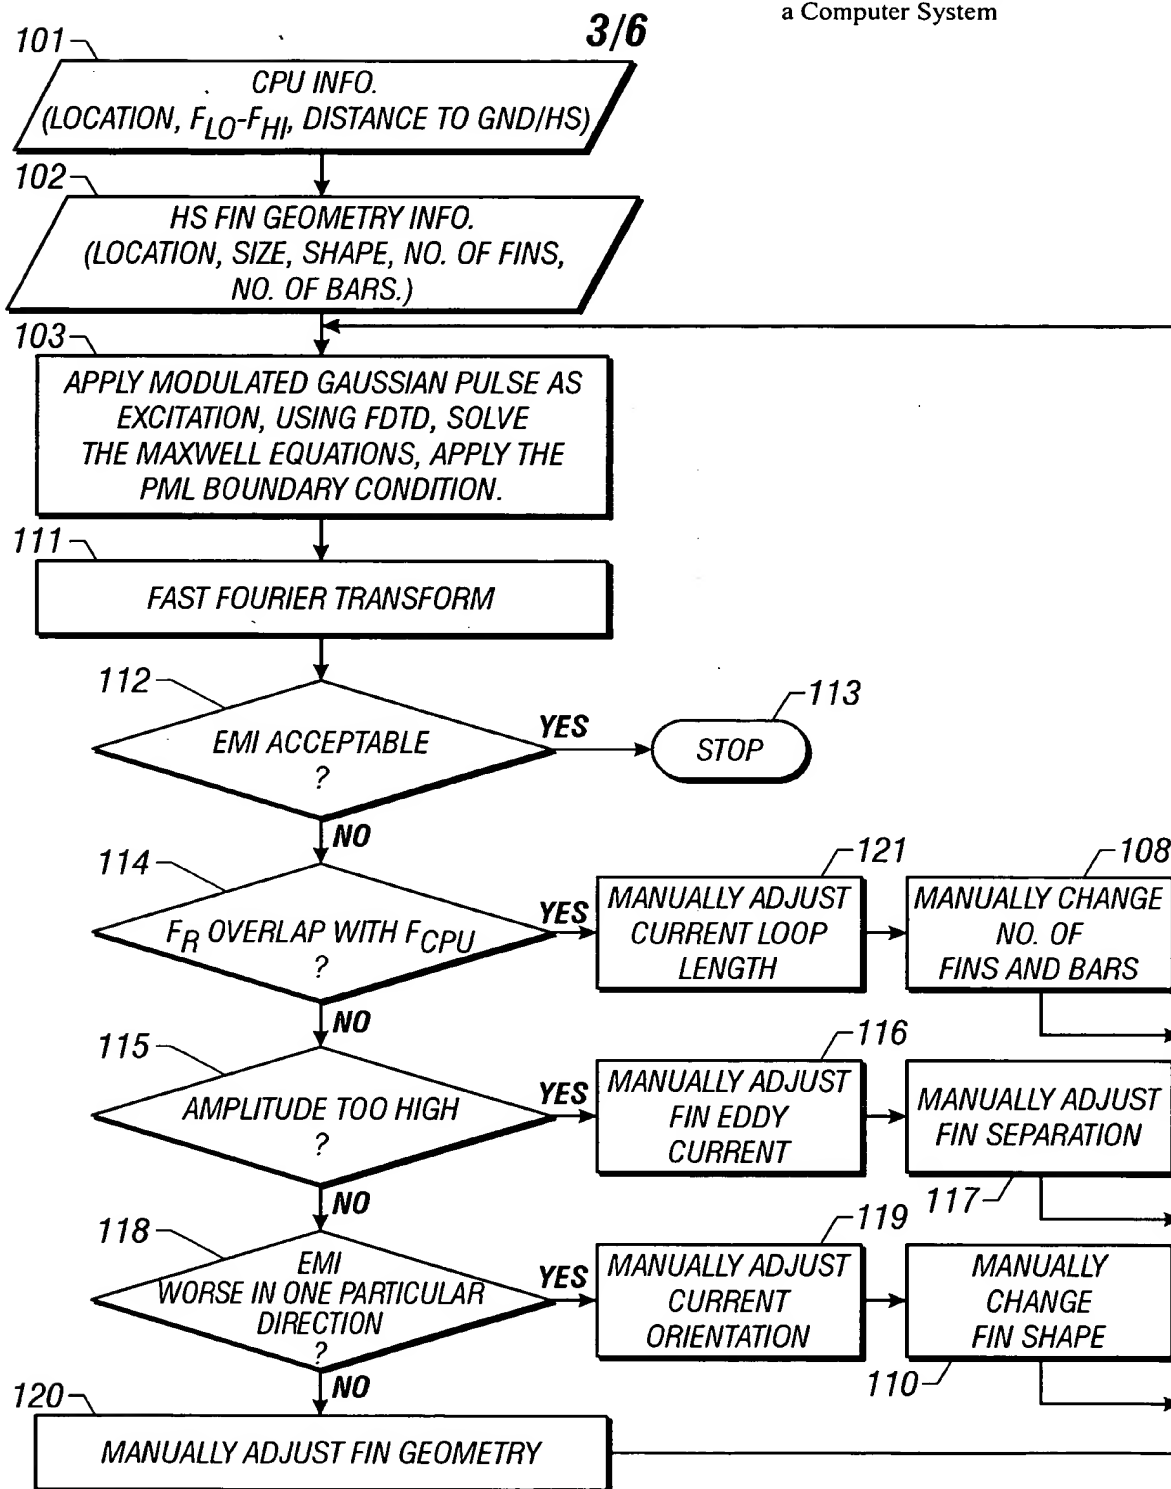 a Computer System
3/6
101
CPU INFO.
(LOCATION, FLO-FHI, DISTANCE TO GND/HS)
102
HS FIN GEOMETRY INFO.
(LOCATION, SIZE, SHAPE, NO. OF FINS,
NO. OF BARS.)
103
APPLY MODULATED GAUSSIAN PULSE AS
EXCITATION, USING FDTD, SOLVE
THE MAXWELL EQUATIONS, APPLY THE
PML BOUNDARY CONDITION.
111
FAST FOURIER TRANSFORM
112
EMI ACCEPTABLE
?
YES
113
STOP
NO
114
FR OVERLAP WITH FCPU
?
YES
121
MANUALLY ADJUST
CURRENT LOOP
LENGTH
108
MANUALLY CHANGE
NO. OF
FINS AND BARS
NO
115
AMPLITUDE TOO HIGH
?
YES
116
MANUALLY ADJUST
FIN EDDY
CURRENT
MANUALLY ADJUST
FIN SEPARATION
117
NO
118
EMI
WORSE IN ONE PARTICULAR
DIRECTION
?
YES
119
MANUALLY ADJUST
CURRENT
ORIENTATION
MANUALLY
CHANGE
FIN SHAPE
110
NO
120
MANUALLY ADJUST FIN GEOMETRY